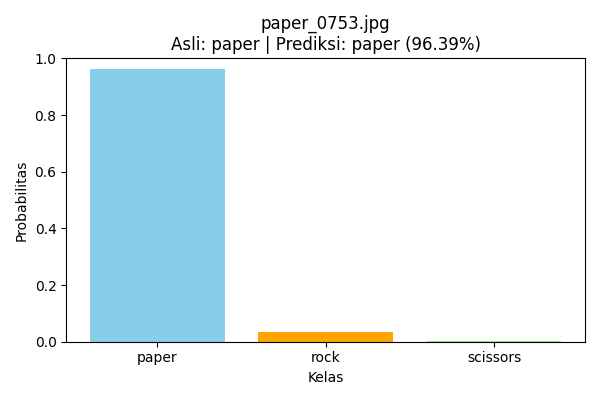 paper_0753.jpg
Asli: paper | Prediksi: paper (96.39%)
1.0
0.8
0.6
0.4
0.2
0.0
Probabilitas
paper rock scissors
Kelas